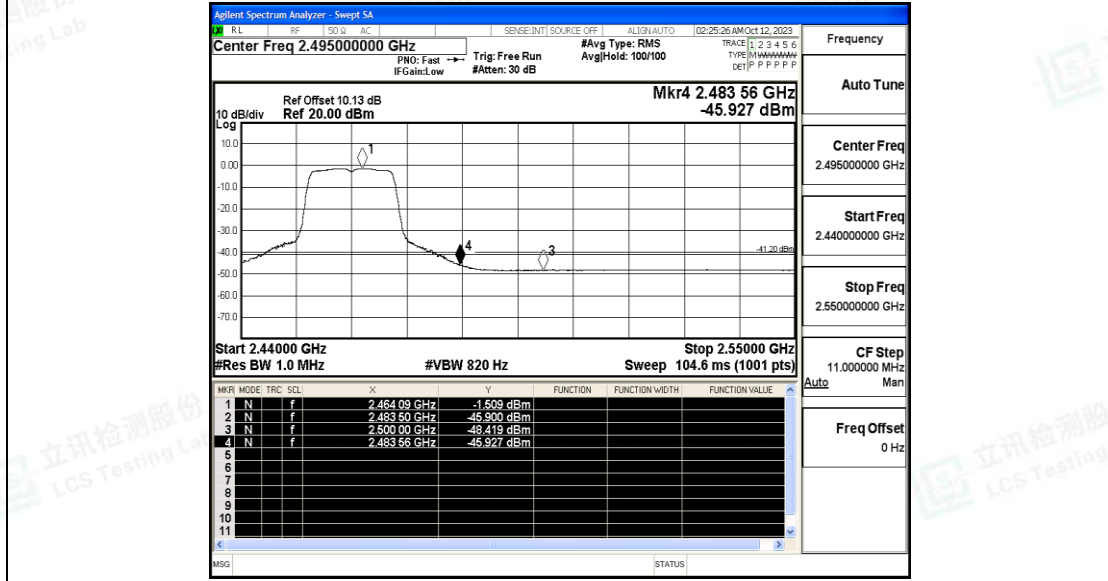 Agilent Spectrum Analyzer - Swept SA
RL RF 50 Ω AC SENSE:INT SOURCE OFF ALIGNAUTO 02:25:26 AM Oct 12, 2023
Center Freq 2.495000000 GHz
PNO: Fast
IFGain:Low
Trig: Free Run
#Atten: 30 dB
#Avg Type: RMS
Avg|Hold: 100/100
TRACE 1 2 3 4 5 6
TYPE MWWWWW
DET P P P P P P
Mkr4 2.483 56 GHz
-45.927 dBm
Ref Offset 10.13 dB
10 dB/div Ref 20.00 dBm
Log
10.0
0.00
-10.0
-20.0
-30.0
-40.0
-50.0
-60.0
-70.0
1
4
3
-41.20 dBm
Start 2.44000 GHz Stop 2.55000 GHz
#Res BW 1.0 MHz #VBW 820 Hz Sweep 104.6 ms (1001 pts)
MKR MODE TRC SCL X Y FUNCTION FUNCTION WIDTH FUNCTION VALUE
1 N f 2.464 09 GHz -1.509 dBm
2 N f 2.483 50 GHz -45.900 dBm
3 N f 2.500 00 GHz -48.419 dBm
4 N f 2.483 56 GHz -45.927 dBm
5
6
7
8
9
10
11
MSG STATUS
Frequency
Auto Tune
Center Freq
2.495000000 GHz
Start Freq
2.440000000 GHz
Stop Freq
2.550000000 GHz
CF Step
11.000000 MHz
Auto Man
Freq Offset
0 Hz
立讯检测股份
LCS Testing Lab
立讯检测股
LCS Testing